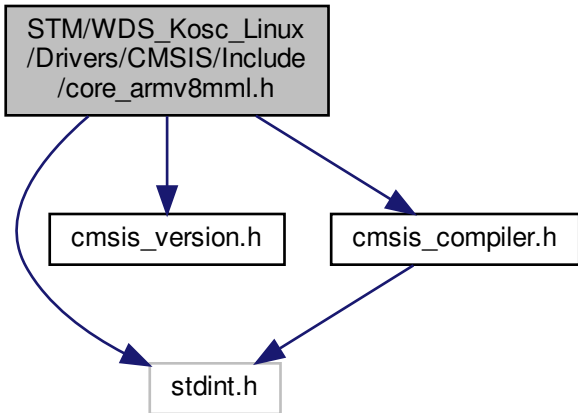 STM/WDS_Kosc_Linux
/Drivers/CMSIS/Include
/core_armv8mml.h
cmsis_version.h
cmsis_compiler.h
stdint.h